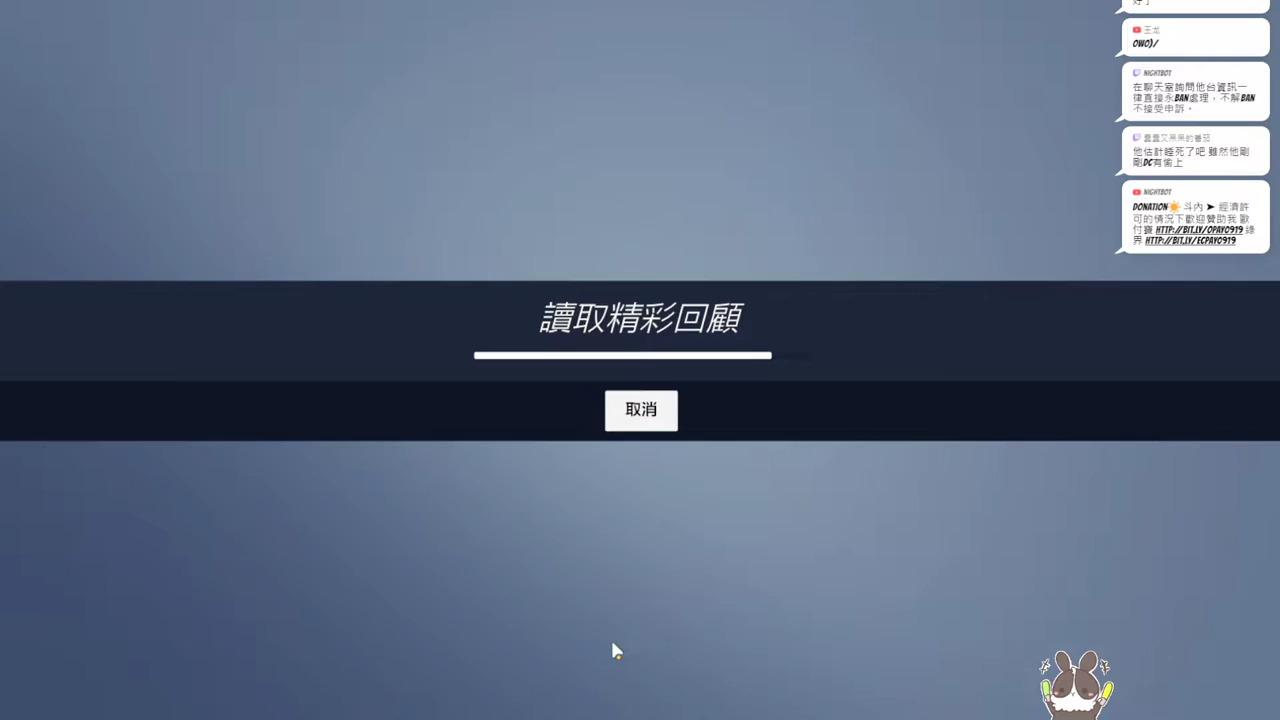 好了
王龙
OWO)/
NIGHTBOT
在聊天室詢問他台資訊一
律直接永BAN處理，不解BAN
不接受申訴。
他估計睡死了吧 雖然他剛
剛DC有偷上
NIGHTBOT
DONATION☀️ 斗內 ➤ 經濟許
可的情況下歡迎贊助我 歐
付寶 HTTP://BIT.LY/OPAY0919 綠
界 HTTP://BIT.LY/ECPAY0919
讀取精彩回顧
取消